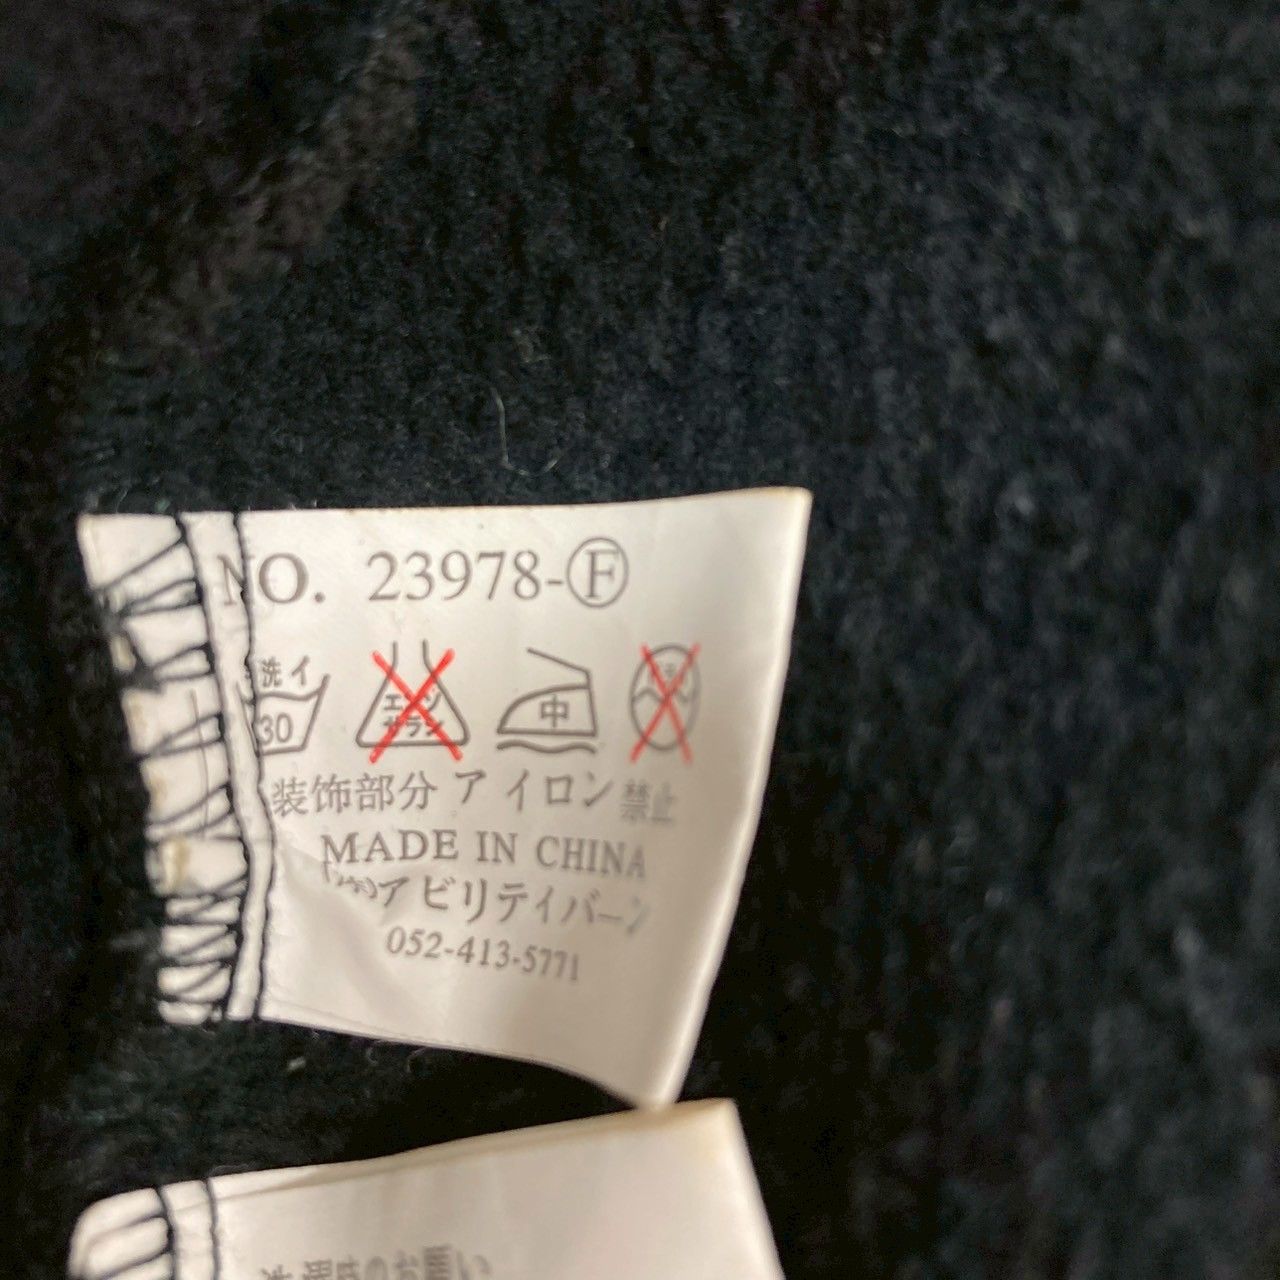 NO. 23978-Ⓕ
洗イ 30 エンソ サラシ 中
装饰部分 アイロン禁止
MADE IN CHINA
㈱アビリティバーン
052-413-5771
洗濯時のお願い